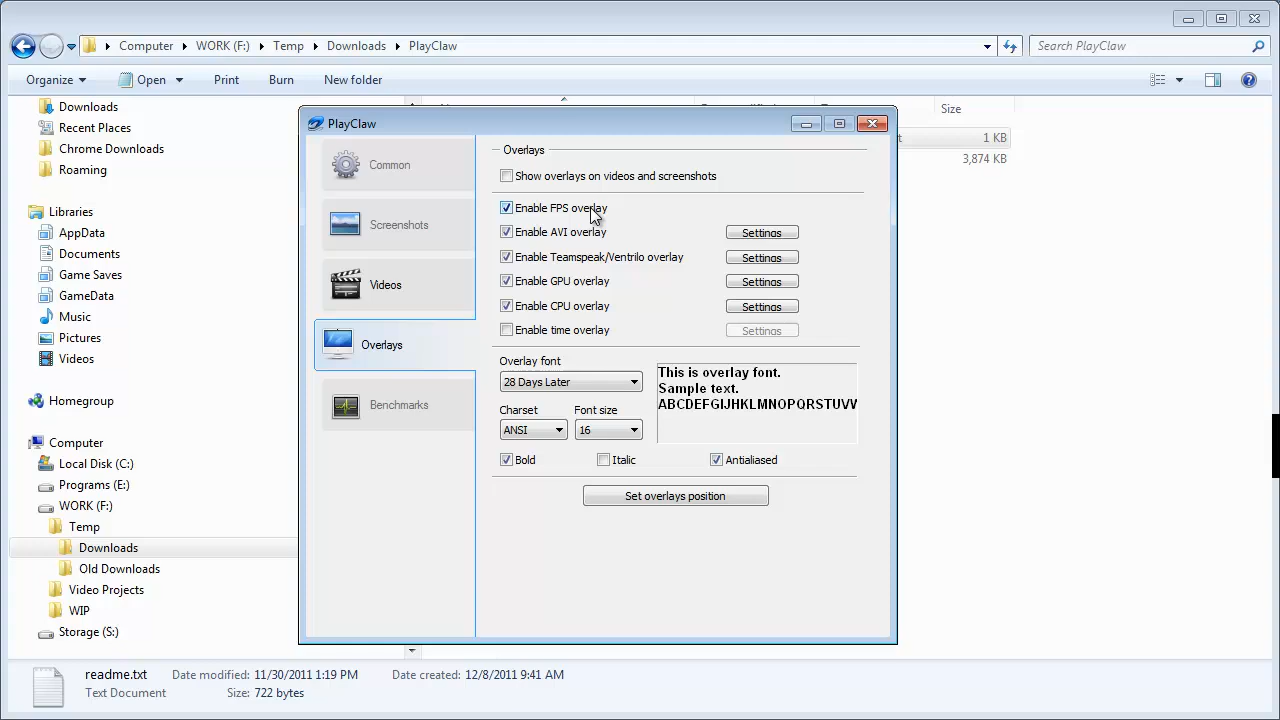 Computer WORK (F:) Temp Downloads PlayClaw
Search PlayClaw
Organize Open Print Burn New folder
Downloads
Recent Places
Chrome Downloads
Roaming
Libraries
AppData
Documents
Game Saves
GameData
Music
Pictures
Videos
Homegroup
Computer
Local Disk (C:)
Programs (E:)
WORK (F:)
Temp
Downloads
Old Downloads
Video Projects
WIP
Storage (S:)
Size
1 KB
3,874 KB
PlayClaw
Common
Screenshots
Videos
Overlays
Benchmarks
Overlays
Show overlays on videos and screenshots
Enable FPS overlay
Enable AVI overlay Settings
Enable Teamspeak/Ventrilo overlay Settings
Enable GPU overlay Settings
Enable CPU overlay Settings
Enable time overlay Settings
Overlay font
28 Days Later
Charset Font size
ANSI 16
This is overlay font.
Sample text.
ABCDEFGIJHKLMNOPQRSTUVV
Bold Italic Antialiased
Set overlays position
readme.txt Date modified: 11/30/2011 1:19 PM Date created: 12/8/2011 9:41 AM
Text Document Size: 722 bytes